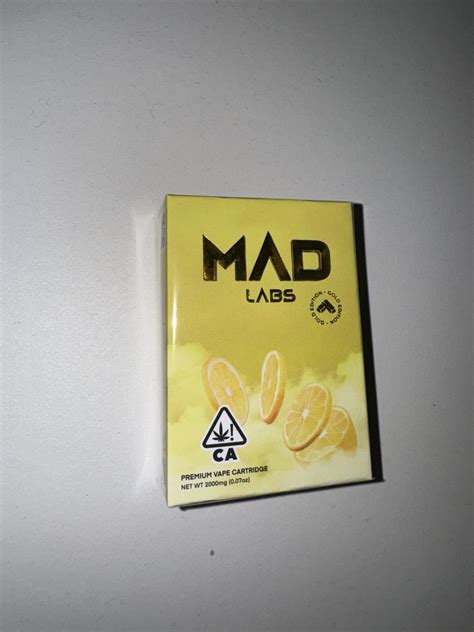 MAD
LABS
GOLD EDITION • GOLD EDITION •
CA
PREMIUM VAPE CARTRIDGE
NET WT 2000mg (0.07oz)